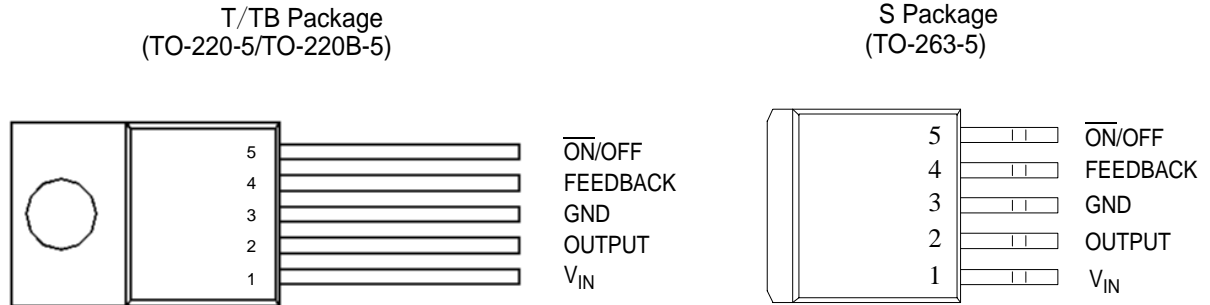 T/TB Package
(TO-220-5/TO-220B-5)
5 ON/OFF
4 FEEDBACK
3 GND
2 OUTPUT
1 VIN
S Package
(TO-263-5)
5 ON/OFF
4 FEEDBACK
3 GND
2 OUTPUT
1 VIN